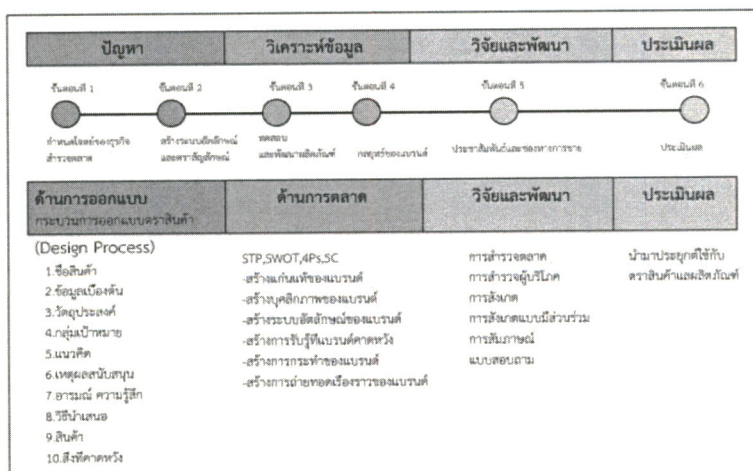 ปัญหา
วิเคราะห์ข้อมูล
วิจัยและพัฒนา
ประเมินผล
ขั้นตอนที่ 1
ขั้นตอนที่ 2
ขั้นตอนที่ 3
ขั้นตอนที่ 4
ขั้นตอนที่ 5
ขั้นตอนที่ 6
กำหนดโจทย์ของธุรกิจ
สำรวจตลาด
สร้างระบบอัตลักษณ์
และตราสัญลักษณ์
ทดสอบ
และพัฒนาผลิตภัณฑ์
กลยุทธ์ของแบรนด์
ประชาสัมพันธ์และช่องทางการขาย
ประเมินผล
ด้านการออกแบบ
กระบวนการออกแบบตราสินค้า
ด้านการตลาด
วิจัยและพัฒนา
ประเมินผล
(Design Process)
1.ชื่อสินค้า
2.ข้อมูลเบื้องต้น
3.วัตถุประสงค์
4.กลุ่มเป้าหมาย
5.แนวคิด
6.เหตุผลสนับสนุน
7.อารมณ์ ความรู้สึก
8.วิธีนำเสนอ
9.สินค้า
10.สิ่งที่คาดหวัง
STP,SWOT,4Ps,5C
-สร้างแก่นแท้ของแบรนด์
-สร้างบุคลิกภาพของแบรนด์
-สร้างระบบอัตลักษณ์ของแบรนด์
-สร้างการรับรู้ที่แบรนด์คาดหวัง
-สร้างการกระทำของแบรนด์
-สร้างการถ่ายทอดเรื่องราวของแบรนด์
การสำรวจตลาด
การสำรวจผู้บริโภค
การสังเกต
การสังเกตแบบมีส่วนร่วม
การสัมภาษณ์
แบบสอบถาม
นำมาประยุกต์ใช้กับ
ตราสินค้าและผลิตภัณฑ์